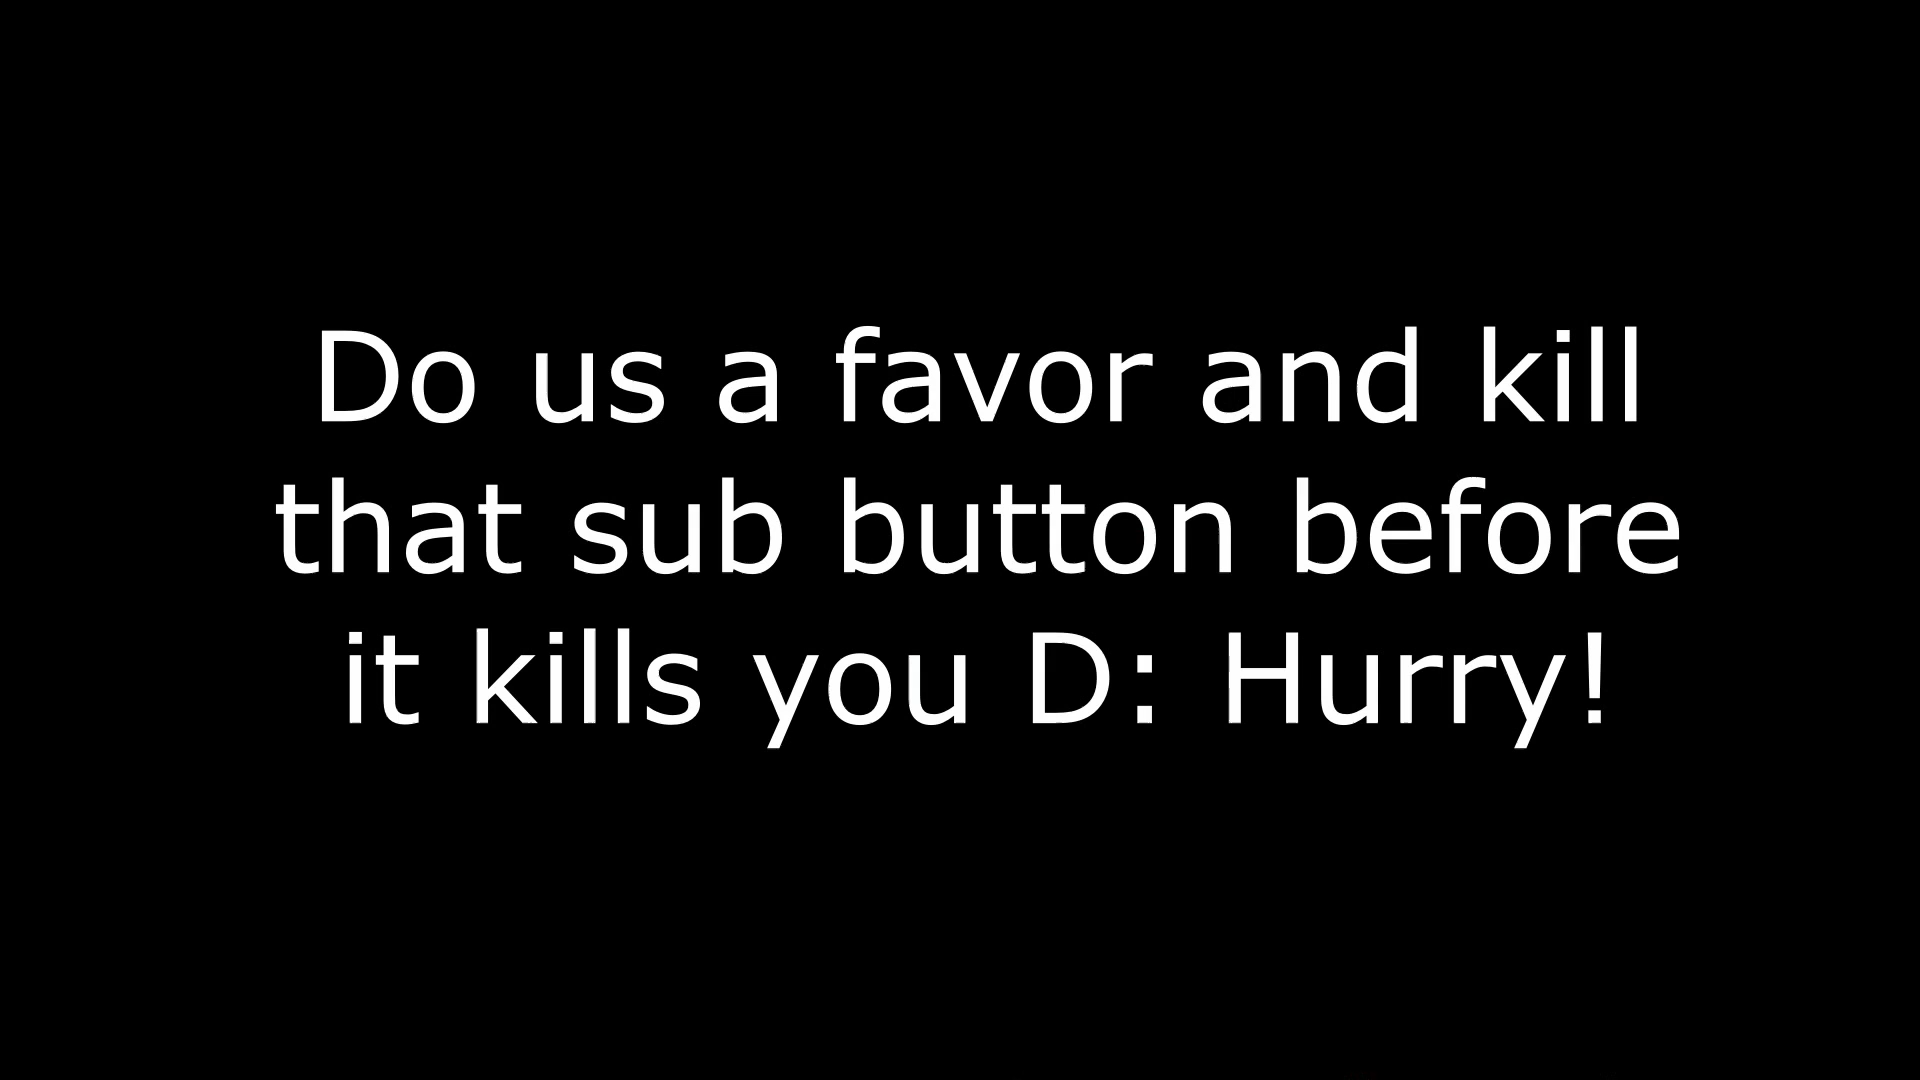 Do us a favor and kill
that sub button before
it kills you D: Hurry!